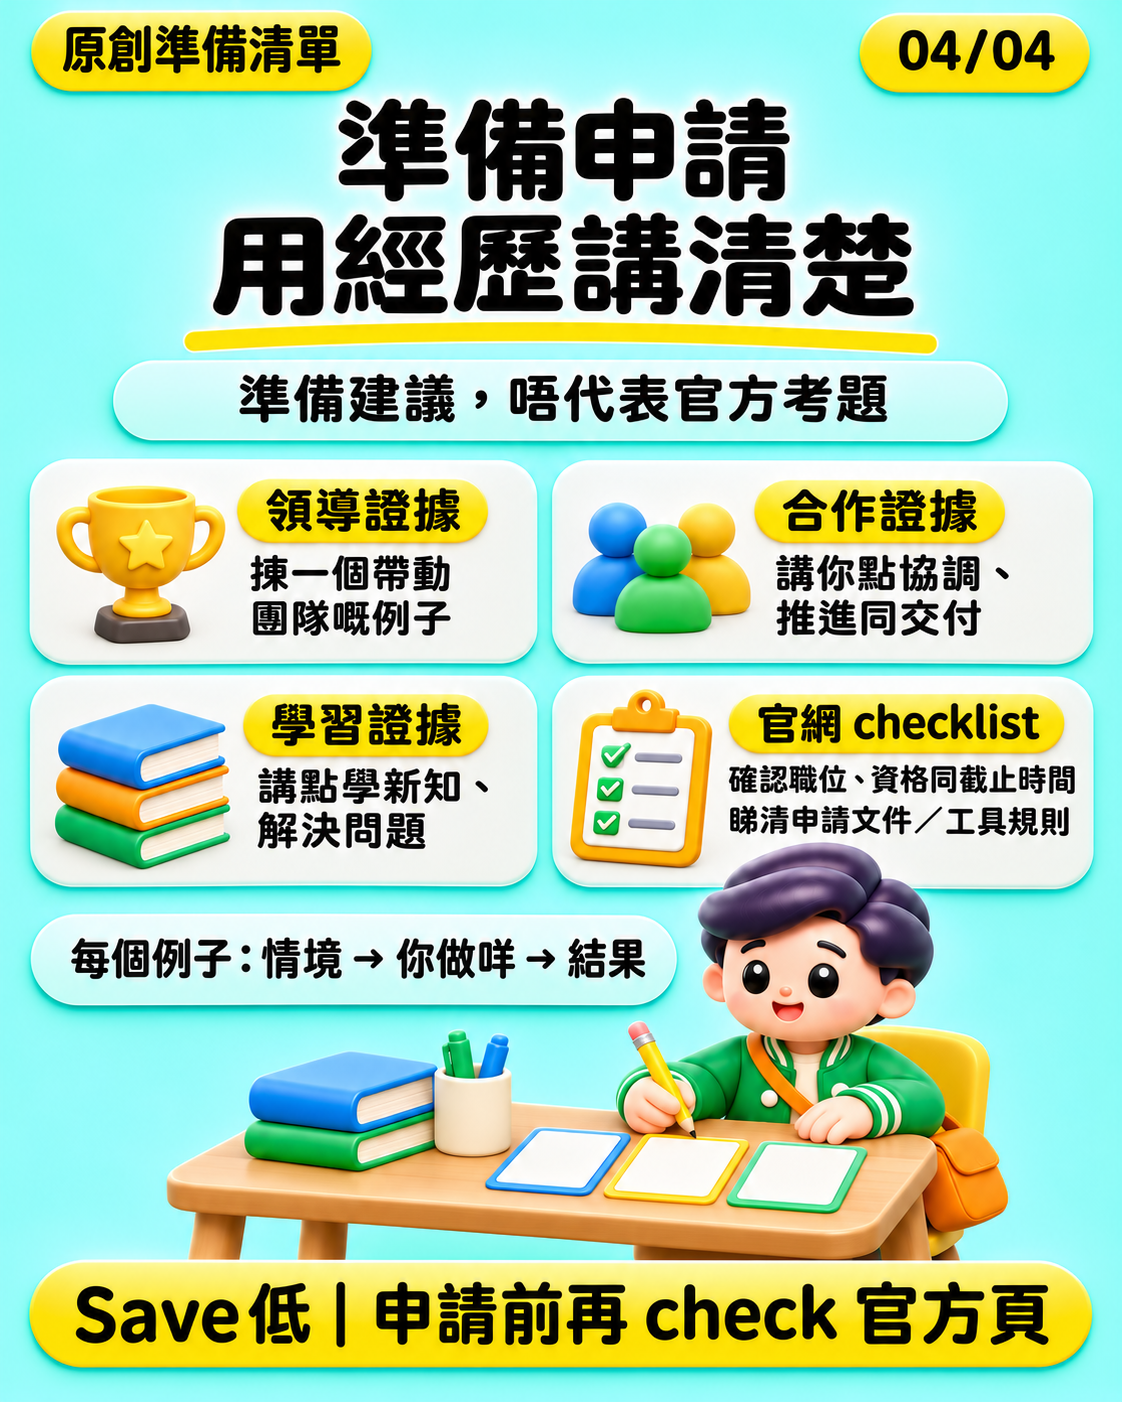 原創準備清單
04/04
準備申請
用經歷講清楚
準備建議，唔代表官方考題
領導證據
揀一個帶動
團隊嘅例子
合作證據
講你點協調、
推進同交付
學習證據
講點學新知、
解決問題
官網 checklist
確認職位、資格同截止時間
睇清申請文件／工具規則
每個例子：情境 → 你做咩 → 結果
Save低 | 申請前再 check 官方頁